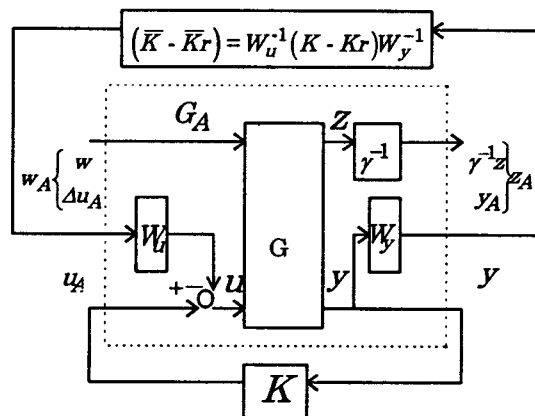 (K̅ - K̅r) = W_u^{-1}(K - Kr)W_y^{-1}
G_A
z
w_A { w
Δu_A
γ^{-1}
γ^{-1}z
y_A } z_A
W_u
G
W_y
u_A
+ −
u
y
y
K